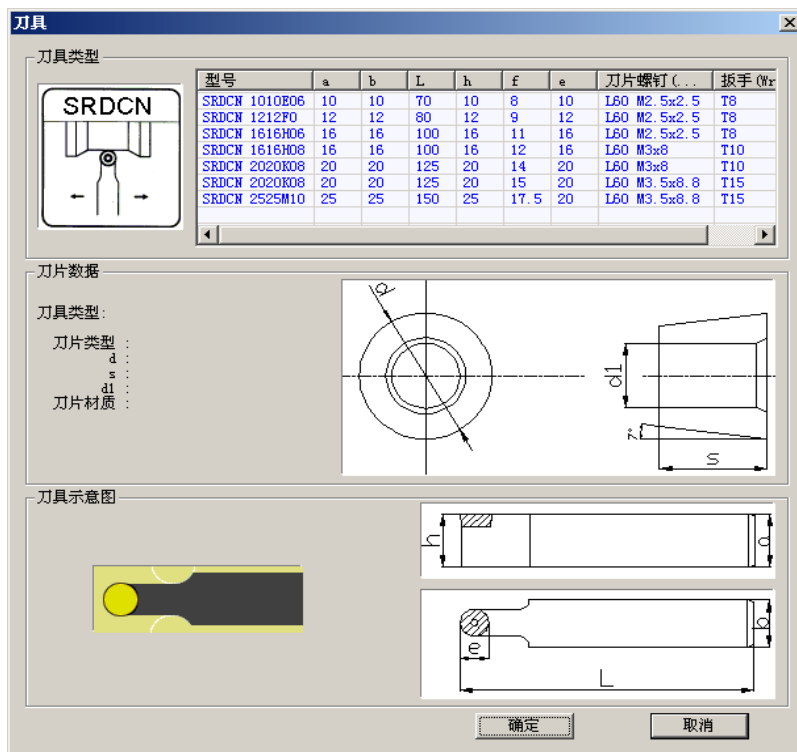 刀具
刀具类型
SRDCN
型号 a b L h f e 刀片螺钉(... 扳手(Wr
SRDCN 1010E06 10 10 70 10 8 10 L60 M2.5x2.5 T8
SRDCN 1212F0 12 12 80 12 9 12 L60 M2.5x2.5 T8
SRDCN 1616H06 16 16 100 16 11 16 L60 M2.5x2.5 T8
SRDCN 1616H08 16 16 100 16 12 16 L60 M3x8 T10
SRDCN 2020K08 20 20 125 20 14 20 L60 M3x8 T10
SRDCN 2020K08 20 20 125 20 15 20 L60 M3.5x8.8 T15
SRDCN 2525M10 25 25 150 25 17.5 20 L60 M3.5x8.8 T15
刀片数据
刀具类型:
刀片类型 :
d :
s :
d1 :
刀片材质 :
d
d1
7°
s
刀具示意图
h
a
b
e
L
确定 取消